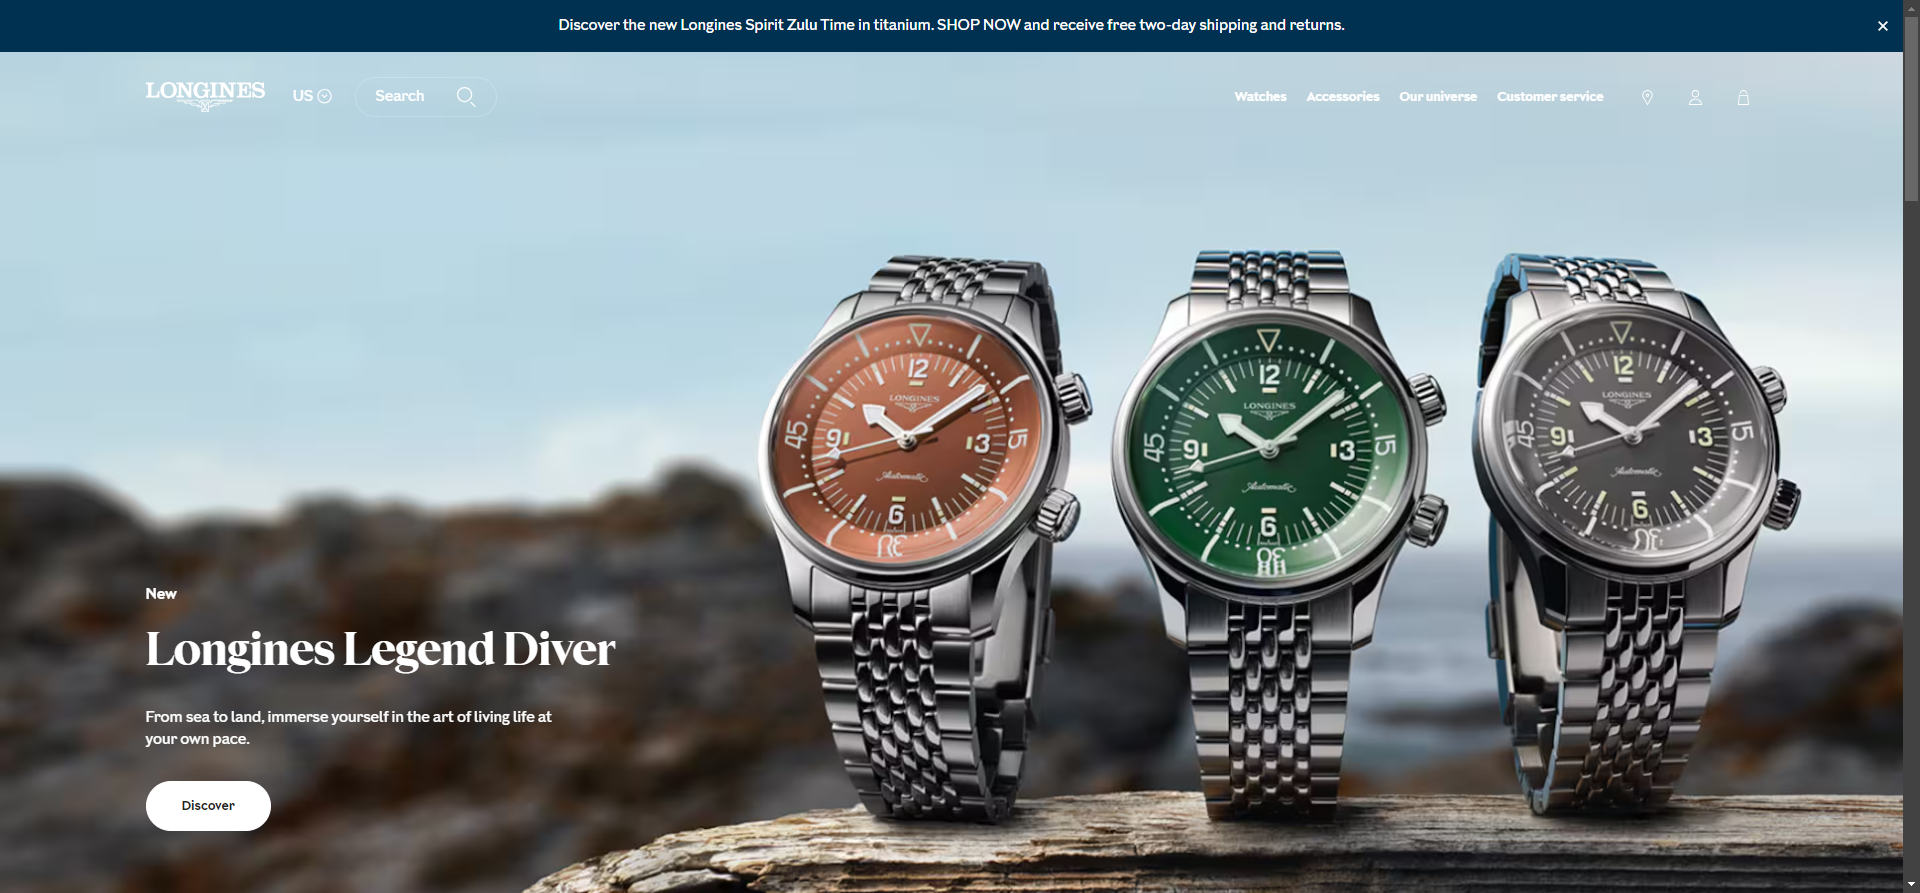 Discover the new Longines Spirit Zulu Time in titanium. SHOP NOW and receive free two-day shipping and returns.
LONGINES
US
Search
Watches
Accessories
Our universe
Customer service
12
LONGINES
45
9
3
15
Automatic
6
30
12
LONGINES
45
9
3
15
Automatic
6
30
12
LONGINES
45
9
3
15
Automatic
6
30
New
Longines Legend Diver
From sea to land, immerse yourself in the art of living life at
your own pace.
Discover